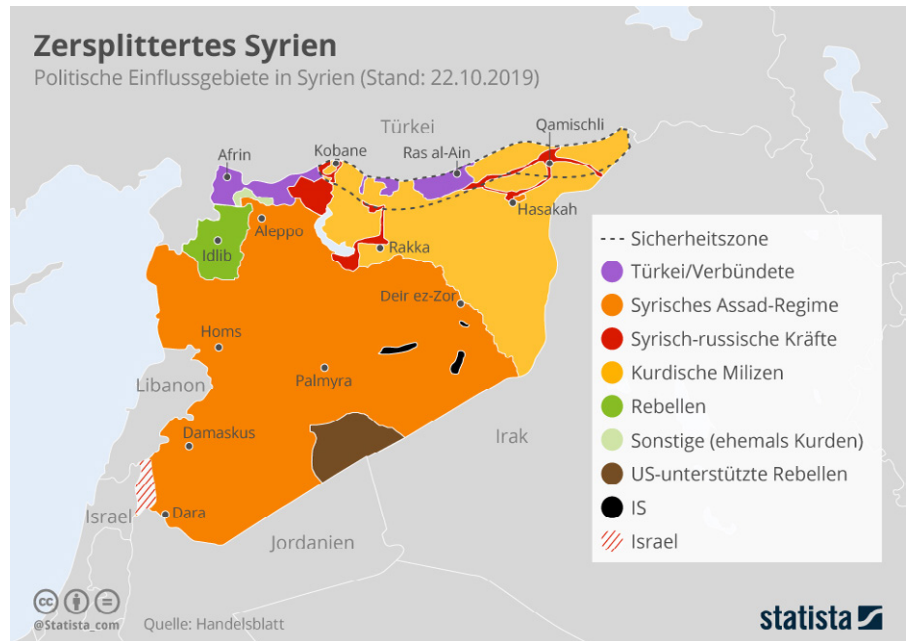 Zersplittertes Syrien
Politische Einflussgebiete in Syrien (Stand: 22.10.2019)
Türkei
Qamischli
Kobane
Afrin
Ras al-Ain
Hasakah
Aleppo
Idlib
Rakka
Deir ez-Zor
Homs
Libanon
Palmyra
Irak
Damaskus
Israel
Dara
Jordanien
Sicherheitszone
Türkei/Verbündete
Syrisches Assad-Regime
Syrisch-russische Kräfte
Kurdische Milizen
Rebellen
Sonstige (ehemals Kurden)
US-unterstützte Rebellen
IS
Israel
cc
@Statista_com
Quelle: Handelsblatt
statista